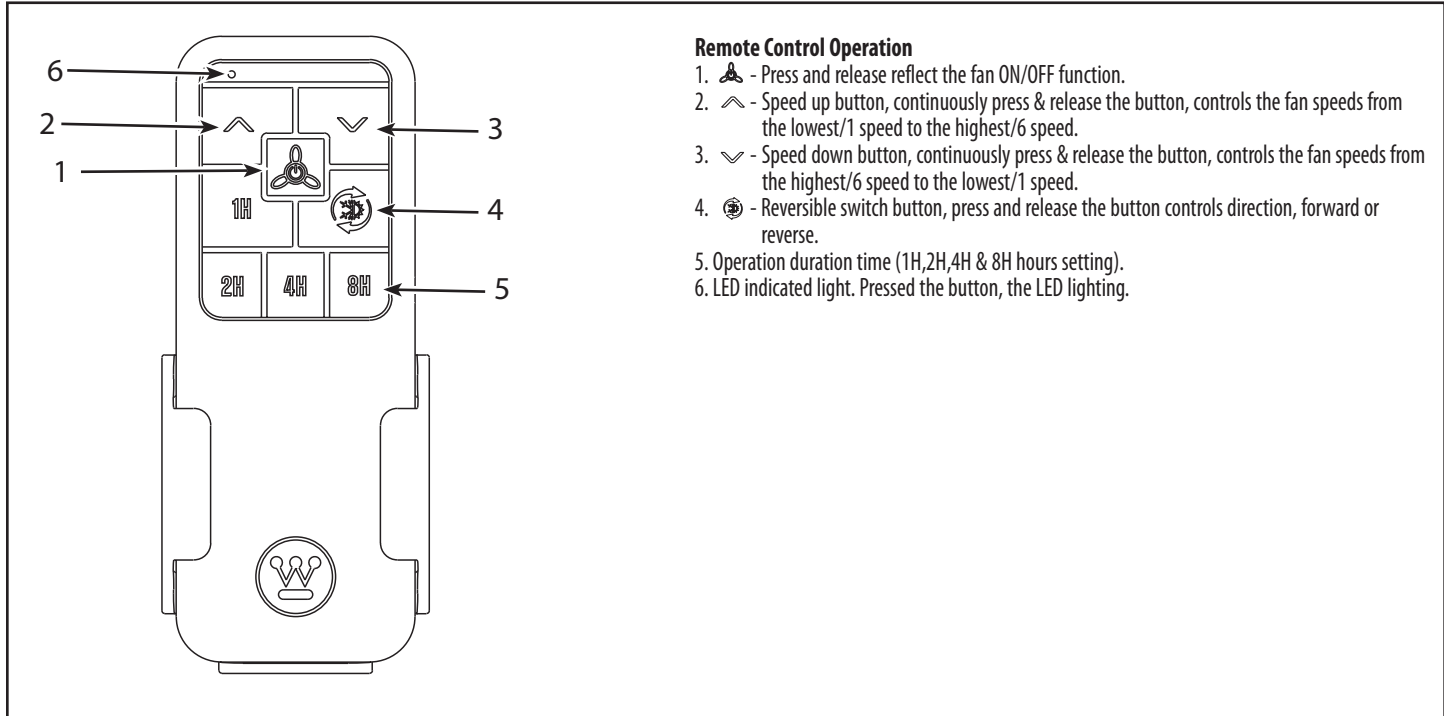 6
2
3
1
1H
4
2H 4H 8H
5
W
Remote Control Operation
1. - Press and release reflect the fan ON/OFF function.
2. - Speed up button, continuously press & release the button, controls the fan speeds from
the lowest/1 speed to the highest/6 speed.
3. - Speed down button, continuously press & release the button, controls the fan speeds from
the highest/6 speed to the lowest/1 speed.
4. - Reversible switch button, press and release the button controls direction, forward or
reverse.
5. Operation duration time (1H,2H,4H & 8H hours setting).
6. LED indicated light. Pressed the button, the LED lighting.